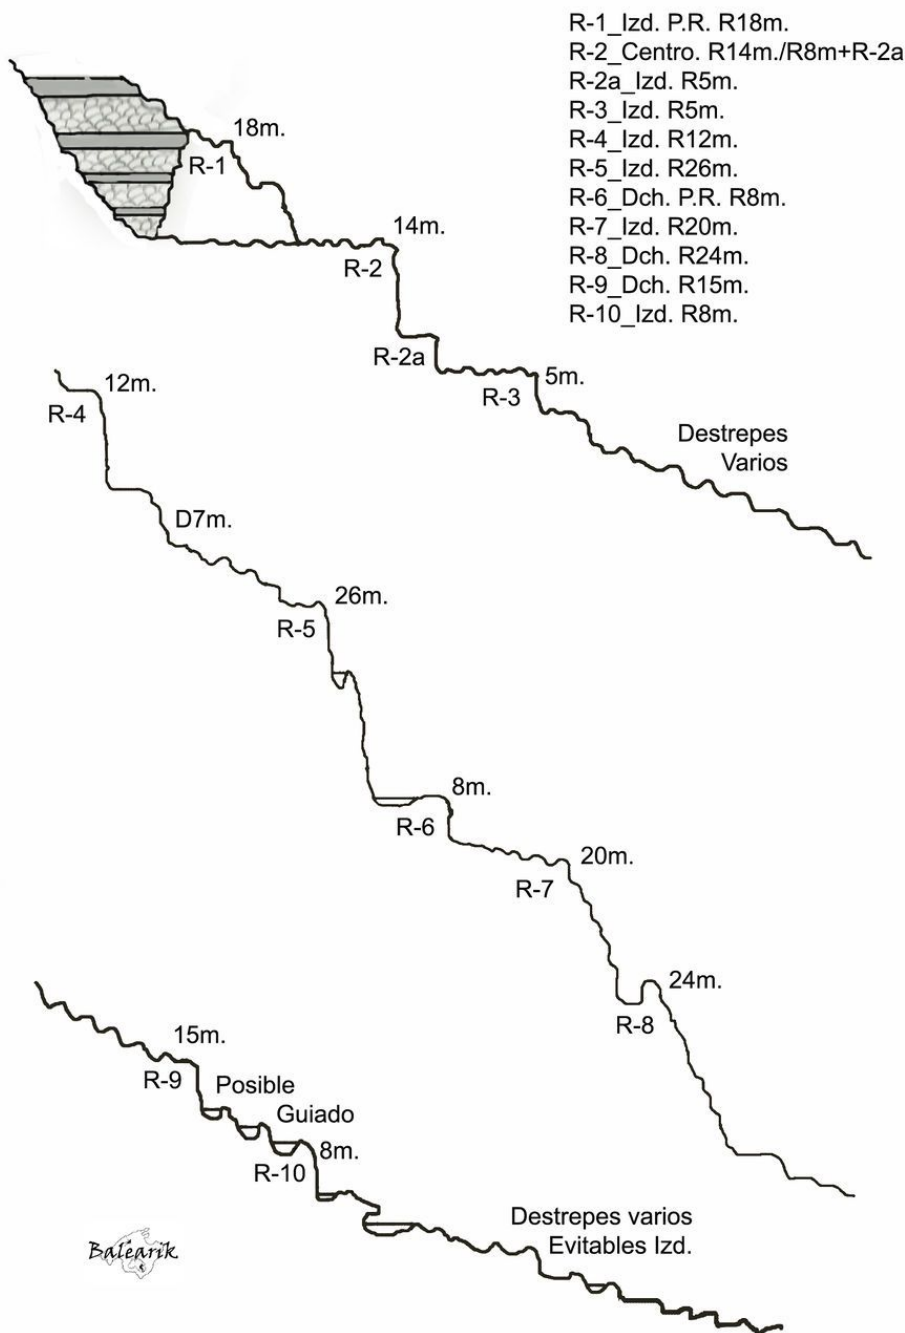 R-1_Izd. P.R. R18m.
R-2_Centro. R14m./R8m+R-2a
R-2a_Izd. R5m.
R-3_Izd. R5m.
R-4_Izd. R12m.
R-5_Izd. R26m.
R-6_Dch. P.R. R8m.
R-7_Izd. R20m.
R-8_Dch. R24m.
R-9_Dch. R15m.
R-10_Izd. R8m.
18m.
R-1
14m.
R-2
R-2a
5m.
R-3
Destrepes
Varios
12m.
R-4
D7m.
26m.
R-5
8m.
R-6
20m.
R-7
24m.
R-8
15m.
R-9
Posible
Guiado
8m.
R-10
Destrepes varios
Evitables Izd.
Balearik